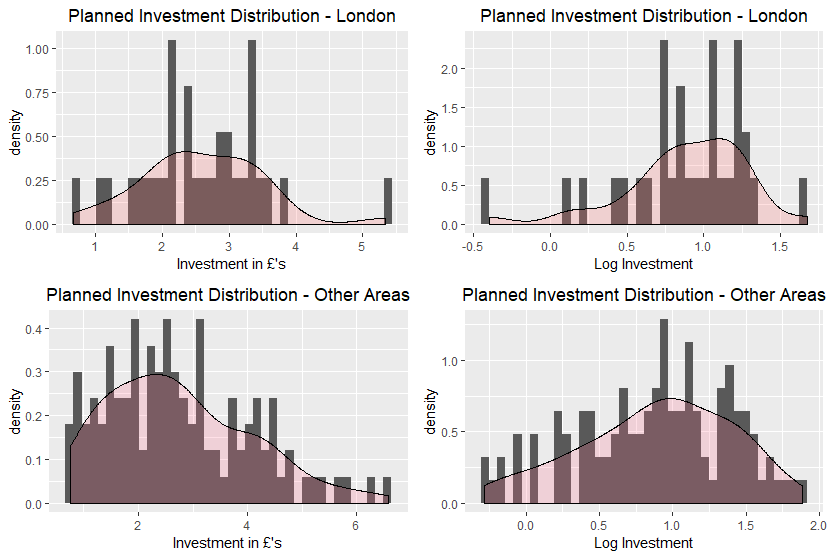 Planned Investment Distribution - London
1.00
0.75
0.50
0.25
0.00
density
1 2 3 4 5
Investment in £'s
Planned Investment Distribution - London
2.0
1.5
1.0
0.5
0.0
density
-0.5 0.0 0.5 1.0 1.5
Log Investment
Planned Investment Distribution - Other Areas
0.4
0.3
0.2
0.1
0.0
density
2 4 6
Investment in £'s
Planned Investment Distribution - Other Areas
1.0
0.5
0.0
density
0.0 0.5 1.0 1.5 2.0
Log Investment